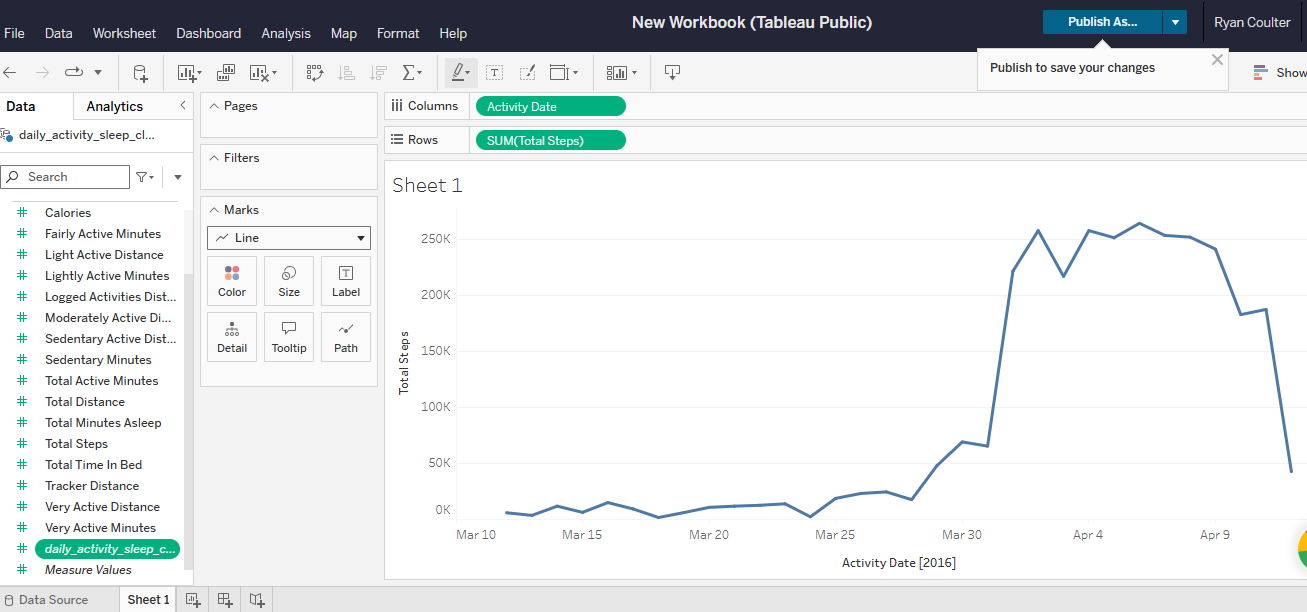 New Workbook (Tableau Public)
Publish As...
Ryan Coulter
File Data Worksheet Dashboard Analysis Map Format Help
Publish to save your changes
Show
Data
Analytics
daily_activity_sleep_cl...
Search
Calories
Fairly Active Minutes
Light Active Distance
Lightly Active Minutes
Logged Activities Dist...
Moderately Active Di...
Sedentary Active Dist...
Sedentary Minutes
Total Active Minutes
Total Distance
Total Minutes Asleep
Total Steps
Total Time In Bed
Tracker Distance
Very Active Distance
Very Active Minutes
daily_activity_sleep_c...
Measure Values
Pages
Filters
Marks
Line
Color Size Label
Detail Tooltip Path
Columns
Activity Date
Rows
SUM(Total Steps)
Sheet 1
250K
200K
150K
100K
50K
0K
Total Steps
Mar 10 Mar 15 Mar 20 Mar 25 Mar 30 Apr 4 Apr 9
Activity Date [2016]
Data Source
Sheet 1